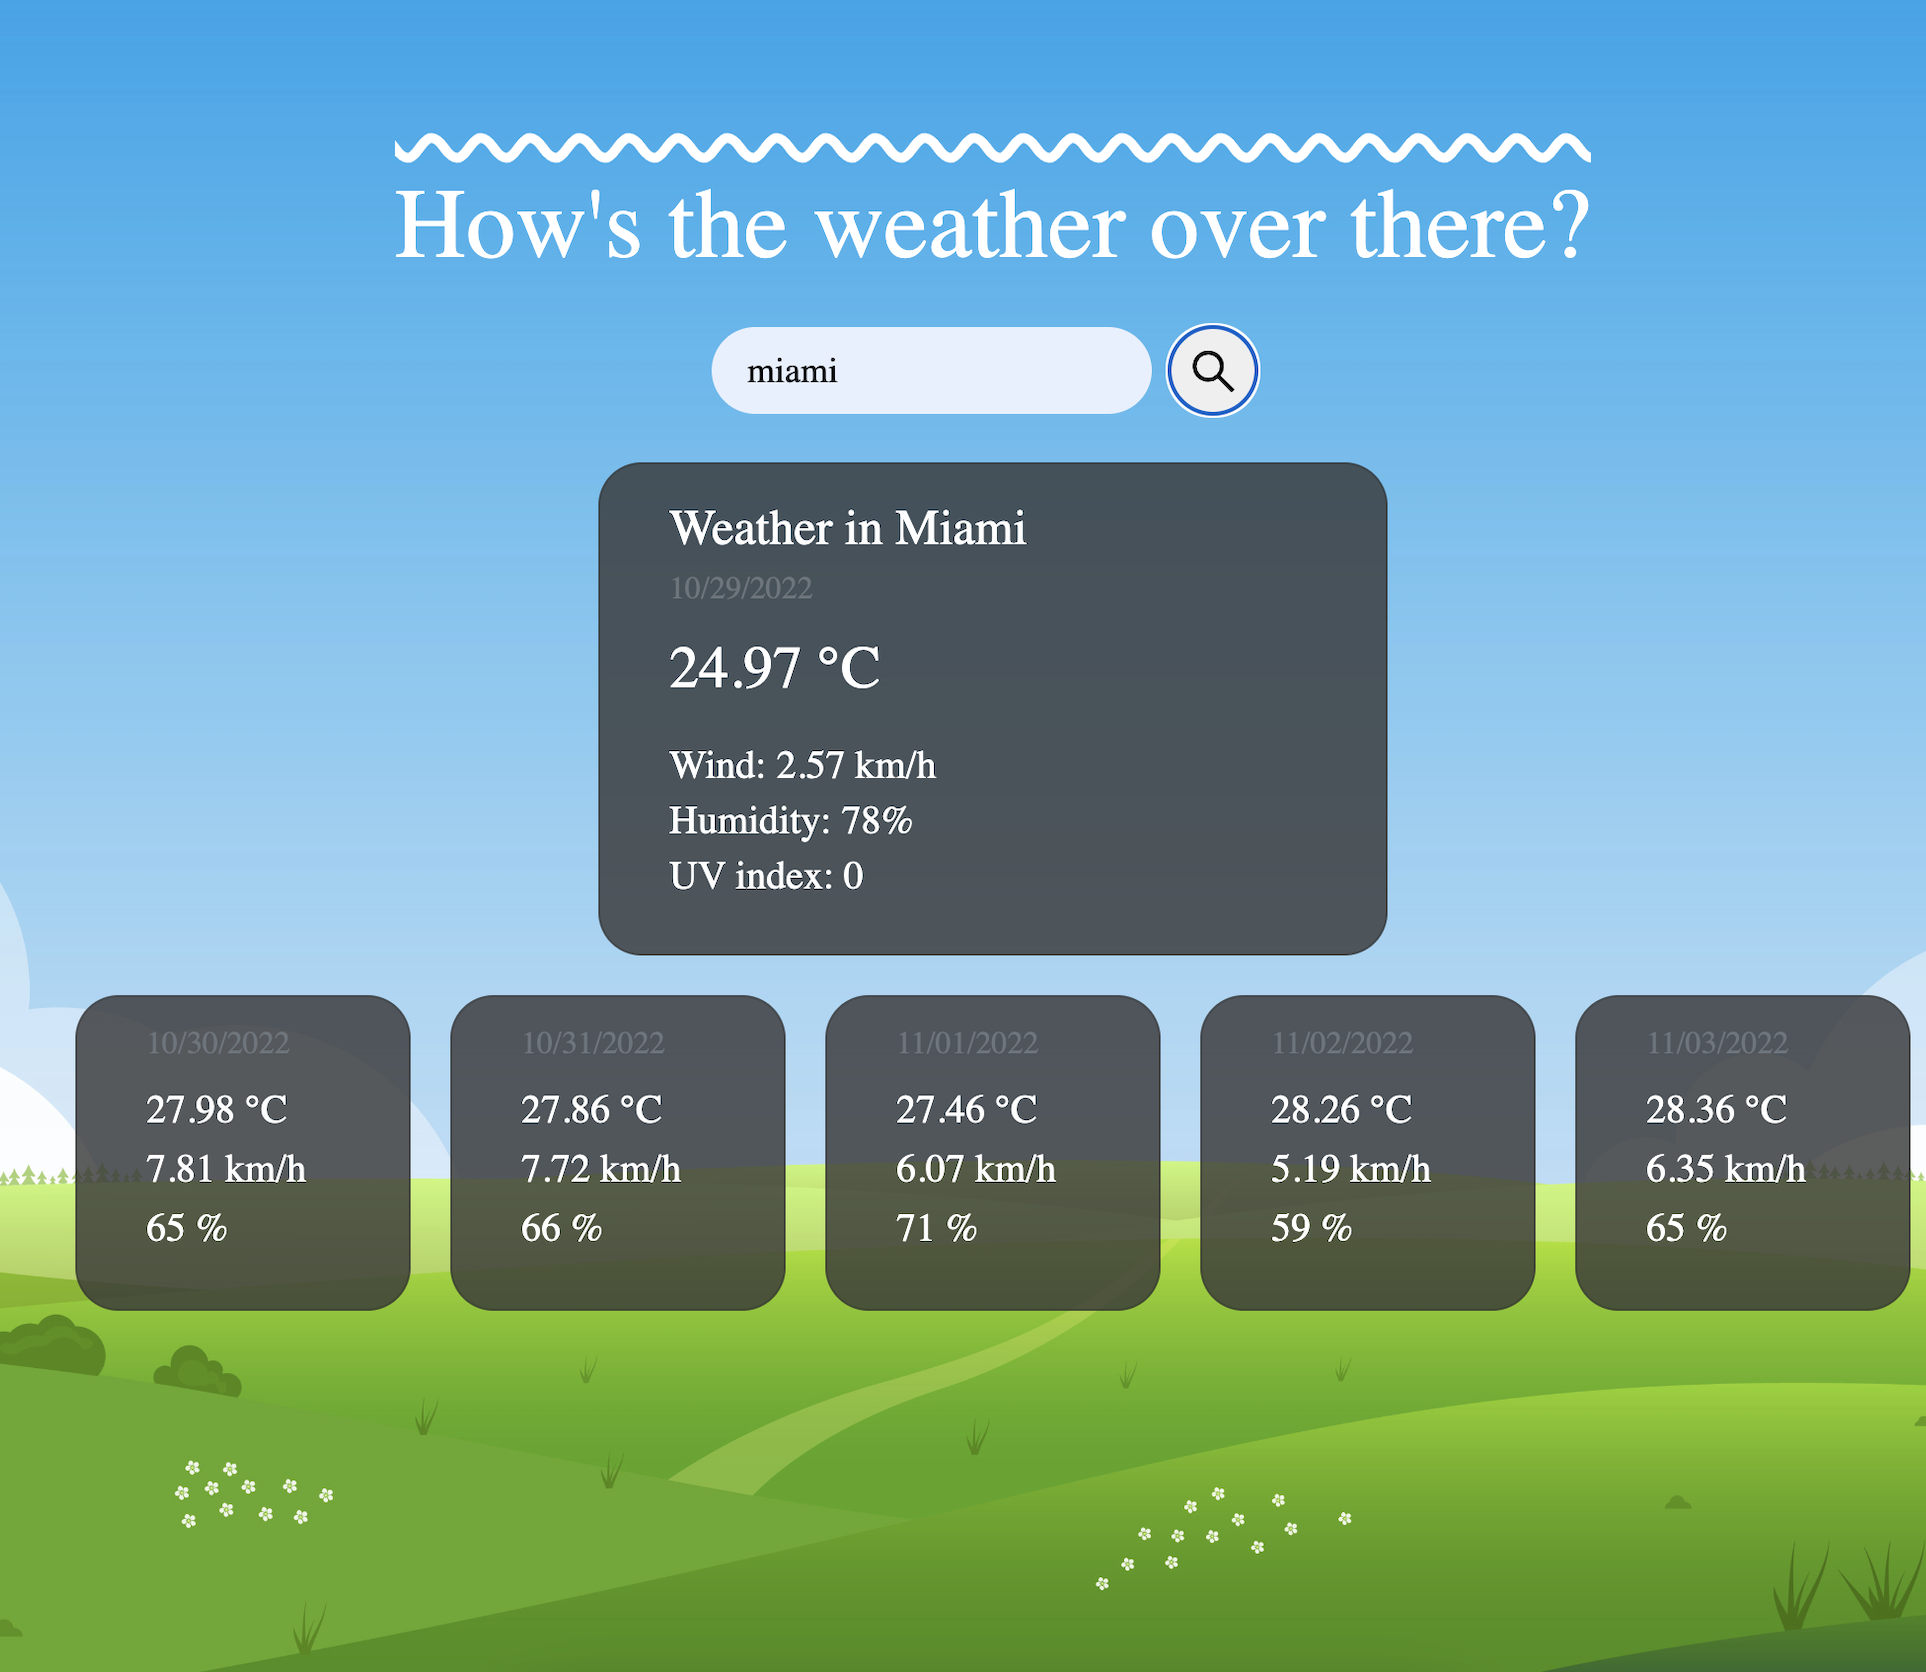 How's the weather over there?
miami
Weather in Miami
10/29/2022
24.97 °C
Wind: 2.57 km/h
Humidity: 78%
UV index: 0
10/30/2022
27.98 °C
7.81 km/h
65 %
10/31/2022
27.86 °C
7.72 km/h
66 %
11/01/2022
27.46 °C
6.07 km/h
71 %
11/02/2022
28.26 °C
5.19 km/h
59 %
11/03/2022
28.36 °C
6.35 km/h
65 %